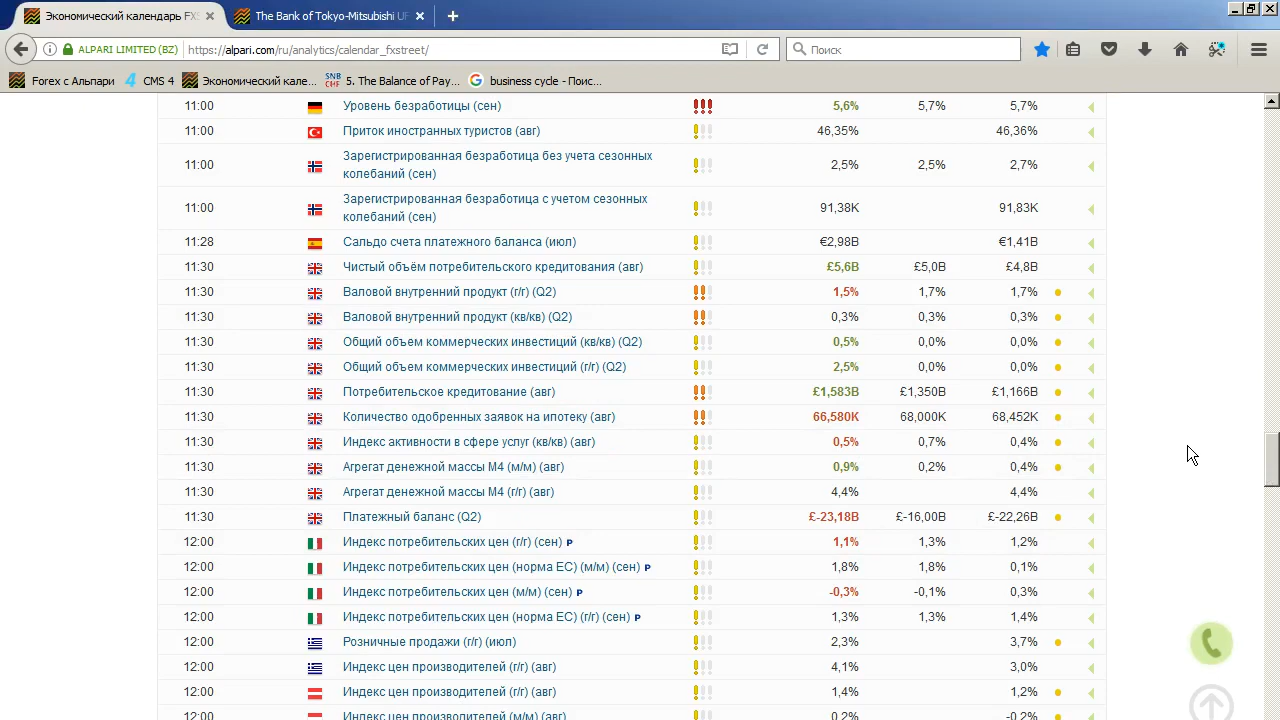 Экономический календарь FXS
The Bank of Tokyo-Mitsubishi UF
ALPARI LIMITED (BZ)
https://alpari.com/ru/analytics/calendar_fxstreet/
Поиск
Forex с Альпари
CMS 4
Экономический кале...
SNB CHF
5. The Balance of Pay...
business cycle - Поис...
11:00 Уровень безработицы (сен) 5,6% 5,7% 5,7%
11:00 Приток иностранных туристов (авг) 46,35% 46,36%
11:00 Зарегистрированная безработица без учета сезонных
колебаний (сен) 2,5% 2,5% 2,7%
11:00 Зарегистрированная безработица с учетом сезонных
колебаний (сен) 91,38K 91,83K
11:28 Сальдо счета платежного баланса (июл) €2,98B €1,41B
11:30 Чистый объём потребительского кредитования (авг) £5,6B £5,0B £4,8B
11:30 Валовой внутренний продукт (г/г) (Q2) 1,5% 1,7% 1,7%
11:30 Валовой внутренний продукт (кв/кв) (Q2) 0,3% 0,3% 0,3%
11:30 Общий объем коммерческих инвестиций (кв/кв) (Q2) 0,5% 0,0% 0,0%
11:30 Общий объем коммерческих инвестиций (г/г) (Q2) 2,5% 0,0% 0,0%
11:30 Потребительское кредитование (авг) £1,583B £1,350B £1,166B
11:30 Количество одобренных заявок на ипотеку (авг) 66,580K 68,000K 68,452K
11:30 Индекс активности в сфере услуг (кв/кв) (авг) 0,5% 0,7% 0,4%
11:30 Агрегат денежной массы М4 (м/м) (авг) 0,9% 0,2% 0,4%
11:30 Агрегат денежной массы М4 (г/г) (авг) 4,4% 4,4%
11:30 Платежный баланс (Q2) £-23,18B £-16,00B £-22,26B
12:00 Индекс потребительских цен (г/г) (сен) P 1,1% 1,3% 1,2%
12:00 Индекс потребительских цен (норма ЕС) (м/м) (сен) P 1,8% 1,8% 0,1%
12:00 Индекс потребительских цен (м/м) (сен) P -0,3% -0,1% 0,3%
12:00 Индекс потребительских цен (норма ЕС) (г/г) (сен) P 1,3% 1,3% 1,4%
12:00 Розничные продажи (г/г) (июл) 2,3% 3,7%
12:00 Индекс цен производителей (г/г) (авг) 4,1% 3,0%
12:00 Индекс цен производителей (г/г) (авг) 1,4% 1,2%
12:00 Индекс цен производителей (м/м) (авг) 0,2% -0,2%